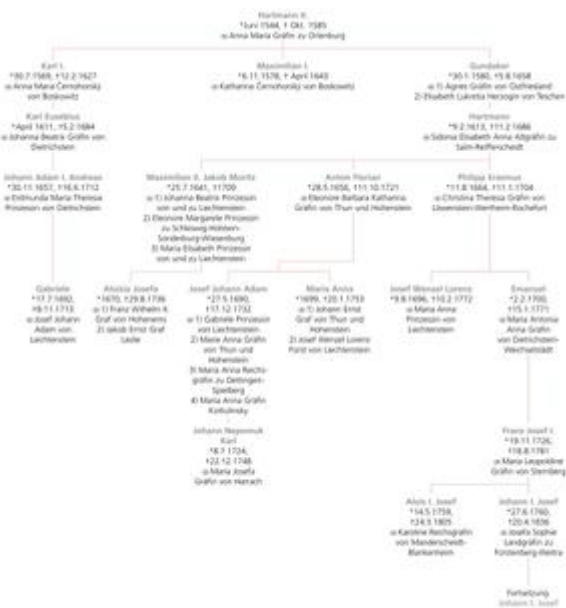 Hartmann II.
*Juni 1544, † Okt. 1585
⚭ Anna Maria Gräfin zu Ortenburg
Karl I.
*30.7.1569, †12.2.1627
⚭ Anna Maria Černohorský
von Boskowitz
Maximilian I.
*6.11.1578, † April 1643
⚭ Katharina Černohorský von Boskowitz
Gundaker
*30.1.1580, †5.8.1658
⚭ 1) Agnes Gräfin von Ostfriesland
2) Elisabeth Lukretia Herzogin von Teschen
Karl Eusebius
*April 1611, †5.2.1684
⚭ Johanna Beatrix Gräfin von
Dietrichstein
Hartmann
*9.2.1613, †11.2.1686
⚭ Sidonia Elisabeth Anna Altgräfin zu
Salm-Reifferscheidt
Johann Adam I. Andreas
*30.11.1657, †16.6.1712
⚭ Erdmunda Maria Theresia
Prinzessin von Dietrichstein
Maximilian II. Jakob Moritz
*25.7.1641, †1709
⚭ 1) Johanna Beatrix Prinzessin
von und zu Liechtenstein
2) Eleonore Margarete Prinzessin
zu Schleswig-Holstein-
Sonderburg-Wiesenburg
3) Maria Elisabeth Prinzessin
von und zu Liechtenstein
Anton Florian
*28.5.1656, †11.10.1721
⚭ Eleonore Barbara Katharina
Gräfin von Thun und Hohenstein
Philipp Erasmus
*11.8.1664, †11.1.1704
⚭ Christina Theresa Gräfin von
Löwenstein-Wertheim-Rochefort
Gabriele
*17.7.1692,
†8.11.1713
⚭ Josef Johann
Adam von
Liechtenstein
Aloisia Josefa
*1670, †29.8.1736
⚭ 1) Franz Wilhelm II.
Graf von Hohenems
2) Jakob Ernst Graf
Leslie
Josef Johann Adam
*27.5.1690,
†17.12.1732
⚭ 1) Gabriele Prinzessin
von Liechtenstein
2) Marie Anna Gräfin
von Thun und
Hohenstein
3) Maria Anna Reichs-
gräfin zu Oettingen-
Spielberg
4) Maria Anna Gräfin
Kottulinsky
Maria Anna
*1699, †20.1.1753
⚭ 1) Johann Ernst
Graf von Thun und
Hohenstein
2) Josef Wenzel Lorenz
Fürst von Liechtenstein
Josef Wenzel Lorenz
*9.8.1696, †10.2.1772
⚭ Maria Anna
Prinzessin von
Liechtenstein
Emanuel
*2.2.1700,
†15.1.1771
⚭ Maria Antonia
Anna Gräfin
von Dietrichstein-
Weichselstädt
Johann Nepomuk
Karl
*8.7.1724,
†22.12.1748
⚭ Maria Josefa
Gräfin von Harrach
Franz Josef I.
*19.11.1726,
†18.8.1781
⚭ Maria Leopoldine
Gräfin von Sternberg
Alois I. Josef
*14.5.1759,
†24.3.1805
⚭ Karoline Reichsgräfin
von Manderscheidt-
Blankenheim
Johann I. Josef
*27.6.1760,
†20.4.1836
⚭ Josefa Sophie
Landgräfin zu
Fürstenberg-Weitra
Fortsetzung
Johann I. Josef